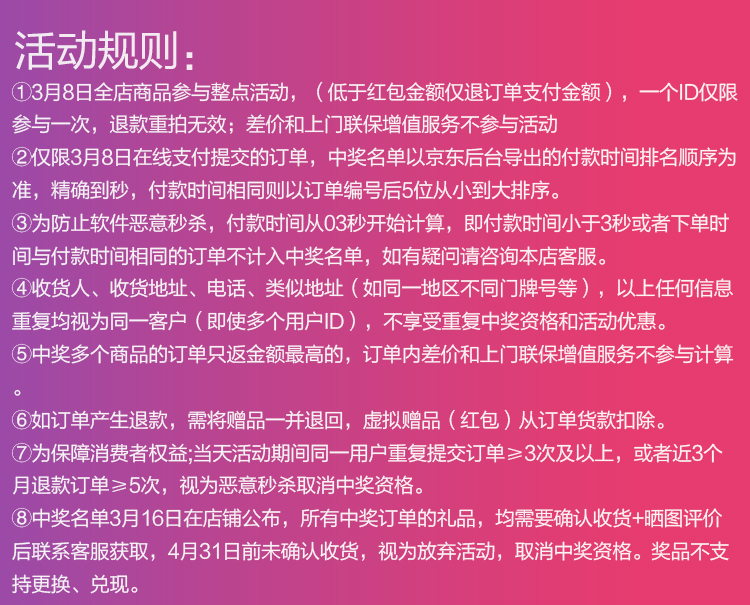 活动规则：
①3月8日全店商品参与整点活动，（低于红包金额仅退订单支付金额），一个ID仅限
参与一次，退款重拍无效；差价和上门联保增值服务不参与活动
②仅限3月8日在线支付提交的订单，中奖名单以京东后台导出的付款时间排名顺序为
准，精确到秒，付款时间相同则以订单编号后5位从小到大排序。
③为防止软件恶意秒杀，付款时间从03秒开始计算，即付款时间小于3秒或者下单时
间与付款时间相同的订单不计入中奖名单，如有疑问请咨询本店客服。
④收货人、收货地址、电话、类似地址（如同一地区不同门牌号等），以上任何信息
重复均视为同一客户（即使多个用户ID），不享受重复中奖资格和活动优惠。
⑤中奖多个商品的订单只返金额最高的，订单内差价和上门联保增值服务不参与计算
。
⑥如订单产生退款，需将赠品一并退回，虚拟赠品（红包）从订单货款扣除。
⑦为保障消费者权益;当天活动期间同一用户重复提交订单≥3次及以上，或者近3个
月退款订单≥5次，视为恶意秒杀取消中奖资格。
⑧中奖名单3月16日在店铺公布，所有中奖订单的礼品，均需要确认收货+晒图评价
后联系客服获取，4月31日前未确认收货，视为放弃活动，取消中奖资格。奖品不支
持更换、兑现。